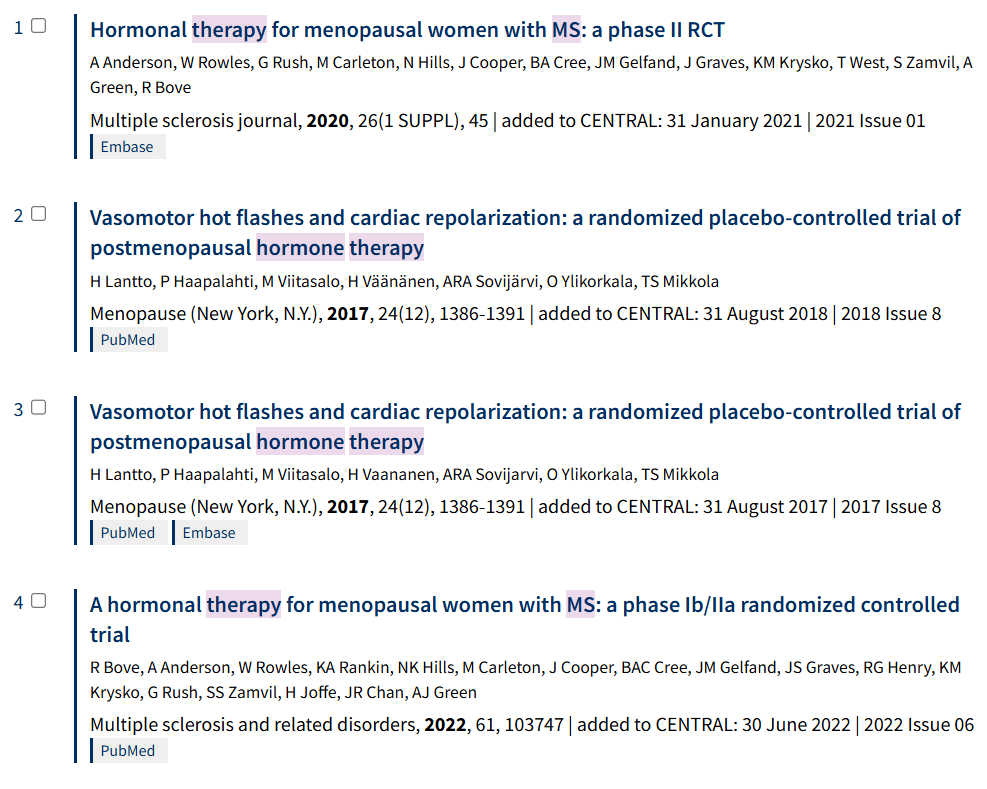 1
Hormonal therapy for menopausal women with MS: a phase II RCT
A Anderson, W Rowles, G Rush, M Carleton, N Hills, J Cooper, BA Cree, JM Gelfand, J Graves, KM Krysko, T West, S Zamvil, A
Green, R Bove
Multiple sclerosis journal, 2020, 26(1 SUPPL), 45 | added to CENTRAL: 31 January 2021 | 2021 Issue 01
Embase
2
Vasomotor hot flashes and cardiac repolarization: a randomized placebo-controlled trial of
postmenopausal hormone therapy
H Lantto, P Haapalahti, M Viitasalo, H Väänänen, ARA Sovijärvi, O Ylikorkala, TS Mikkola
Menopause (New York, N.Y.), 2017, 24(12), 1386-1391 | added to CENTRAL: 31 August 2018 | 2018 Issue 8
PubMed
3
Vasomotor hot flashes and cardiac repolarization: a randomized placebo-controlled trial of
postmenopausal hormone therapy
H Lantto, P Haapalahti, M Viitasalo, H Vaananen, ARA Sovijarvi, O Ylikorkala, TS Mikkola
Menopause (New York, N.Y.), 2017, 24(12), 1386-1391 | added to CENTRAL: 31 August 2017 | 2017 Issue 8
PubMed Embase
4
A hormonal therapy for menopausal women with MS: a phase Ib/IIa randomized controlled
trial
R Bove, A Anderson, W Rowles, KA Rankin, NK Hills, M Carleton, J Cooper, BAC Cree, JM Gelfand, JS Graves, RG Henry, KM
Krysko, G Rush, SS Zamvil, H Joffe, JR Chan, AJ Green
Multiple sclerosis and related disorders, 2022, 61, 103747 | added to CENTRAL: 30 June 2022 | 2022 Issue 06
PubMed